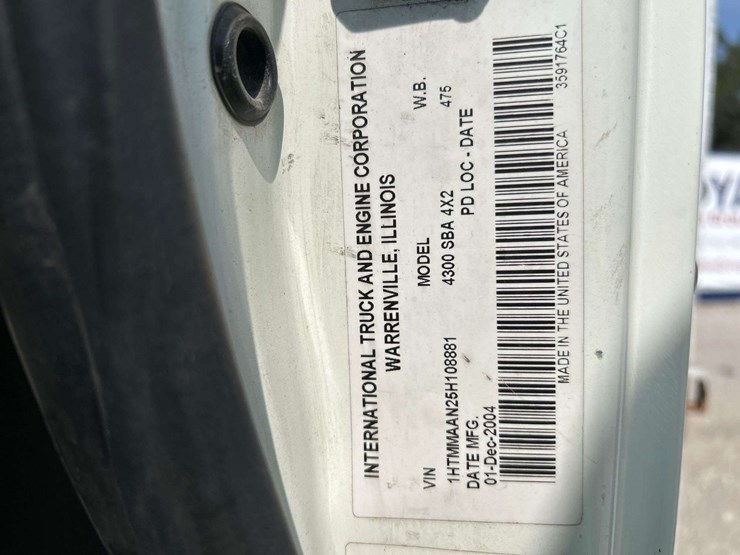 INTERNATIONAL TRUCK AND ENGINE CORPORATION
WARRENVILLE, ILLINOIS
VIN MODEL W.B.
1HTMMAAN25H108881 4300 SBA 4X2 475
DATE MFG. PD LOC - DATE
01-Dec-2004
MADE IN THE UNITED STATES OF AMERICA 3591764C1